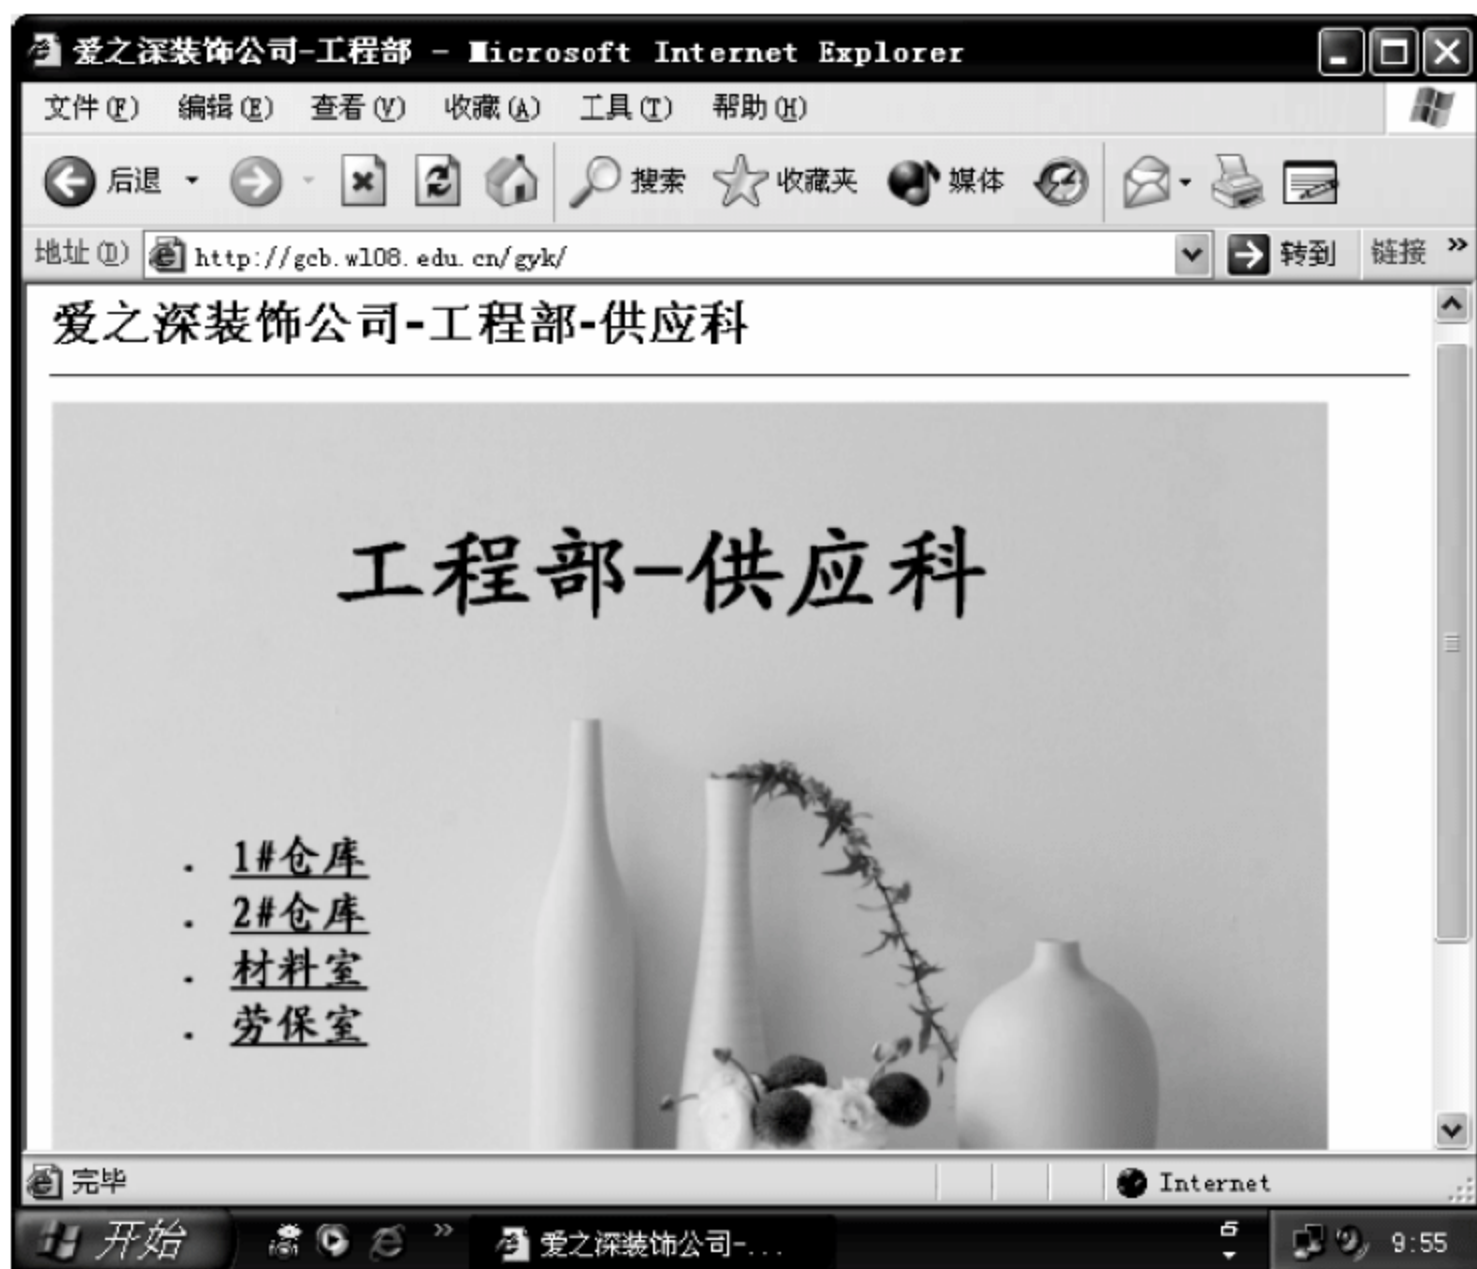 爱之深装饰公司-工程部 - Microsoft Internet Explorer
文件(F) 编辑(E) 查看(V) 收藏(A) 工具(T) 帮助(H)
后退 搜索 收藏夹 媒体
地址(D) http://gcb.wl08.edu.cn/gyk/ 转到 链接 »
爱之深装饰公司-工程部-供应科
工程部-供应科
. 1#仓库
. 2#仓库
. 材料室
. 劳保室
完毕 Internet
开始 » 爱之深装饰公司-... 9:55